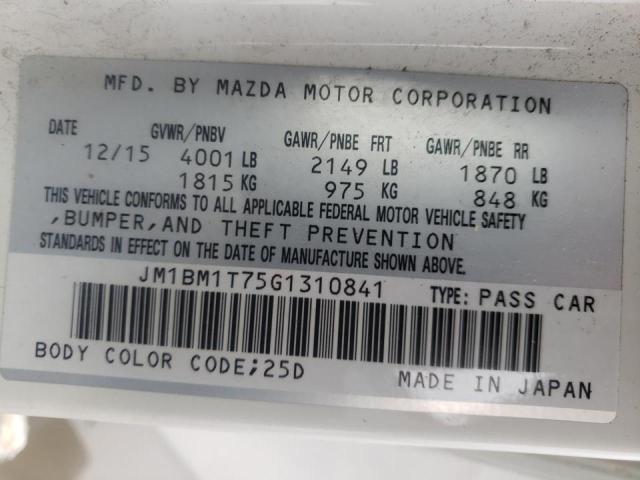 MFD. BY MAZDA MOTOR CORPORATION
DATE GVWR/PNBV GAWR/PNBE FRT GAWR/PNBE RR
12/15 4001 LB 2149 LB 1870 LB
1815 KG 975 KG 848 KG
THIS VEHICLE CONFORMS TO ALL APPLICABLE FEDERAL MOTOR VEHICLE SAFETY
,BUMPER,AND THEFT PREVENTION
STANDARDS IN EFFECT ON THE DATE OF MANUFACTURE SHOWN ABOVE.
JM1BM1T75G1310841 TYPE: PASS CAR
BODY COLOR CODE;25D MADE IN JAPAN